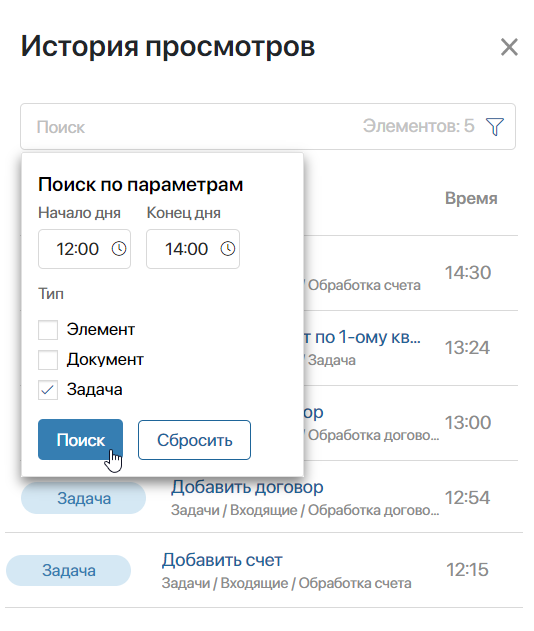 История просмотров
Поиск
Элементов: 5
Поиск по параметрам
Начало дня
Конец дня
12:00
14:00
Тип
Элемент
Документ
Задача
Поиск
Сбросить
Время
/ Обработка счета
14:30
т по 1-ому кв...
/ Задача
13:24
ор
/ Обработка догово...
13:00
Задача
Добавить договор
Задачи / Входящие / Обработка догово...
12:54
Задача
Добавить счет
Задачи / Входящие / Обработка счета
12:15